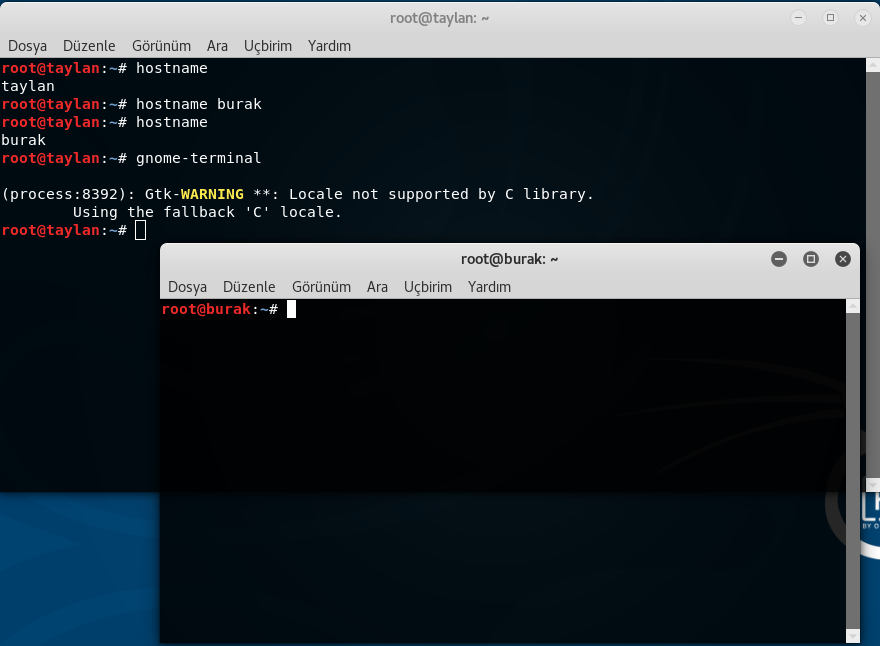 root@taylan: ~
Dosya Düzenle Görünüm Ara Uçbirim Yardım
root@taylan:~# hostname
taylan
root@taylan:~# hostname burak
root@taylan:~# hostname
burak
root@taylan:~# gnome-terminal
(process:8392): Gtk-WARNING **: Locale not supported by C library.
Using the fallback 'C' locale.
root@taylan:~#
root@burak: ~
Dosya Düzenle Görünüm Ara Uçbirim Yardım
root@burak:~#